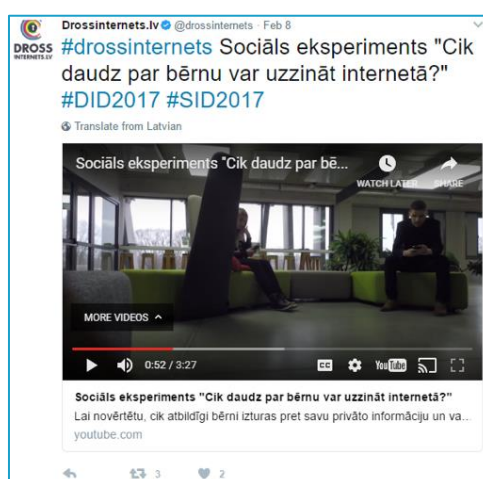 Drossinternets.lv @drossinternets · Feb 8
DROSS
INTERNETS.LV
#drossinternets Sociāls eksperiments "Cik
daudz par bērnu var uzzināt internetā?"
#DID2017 #SID2017
Translate from Latvian
Sociāls eksperiments "Cik daudz par bē...
WATCH LATER
SHARE
MORE VIDEOS
0:52 / 3:27
CC
YouTube
Sociāls eksperiments "Cik daudz par bērnu var uzzināt internetā?"
Lai novērtētu, cik atbildīgi bērni izturas pret savu privāto informāciju un va...
youtube.com
3
2